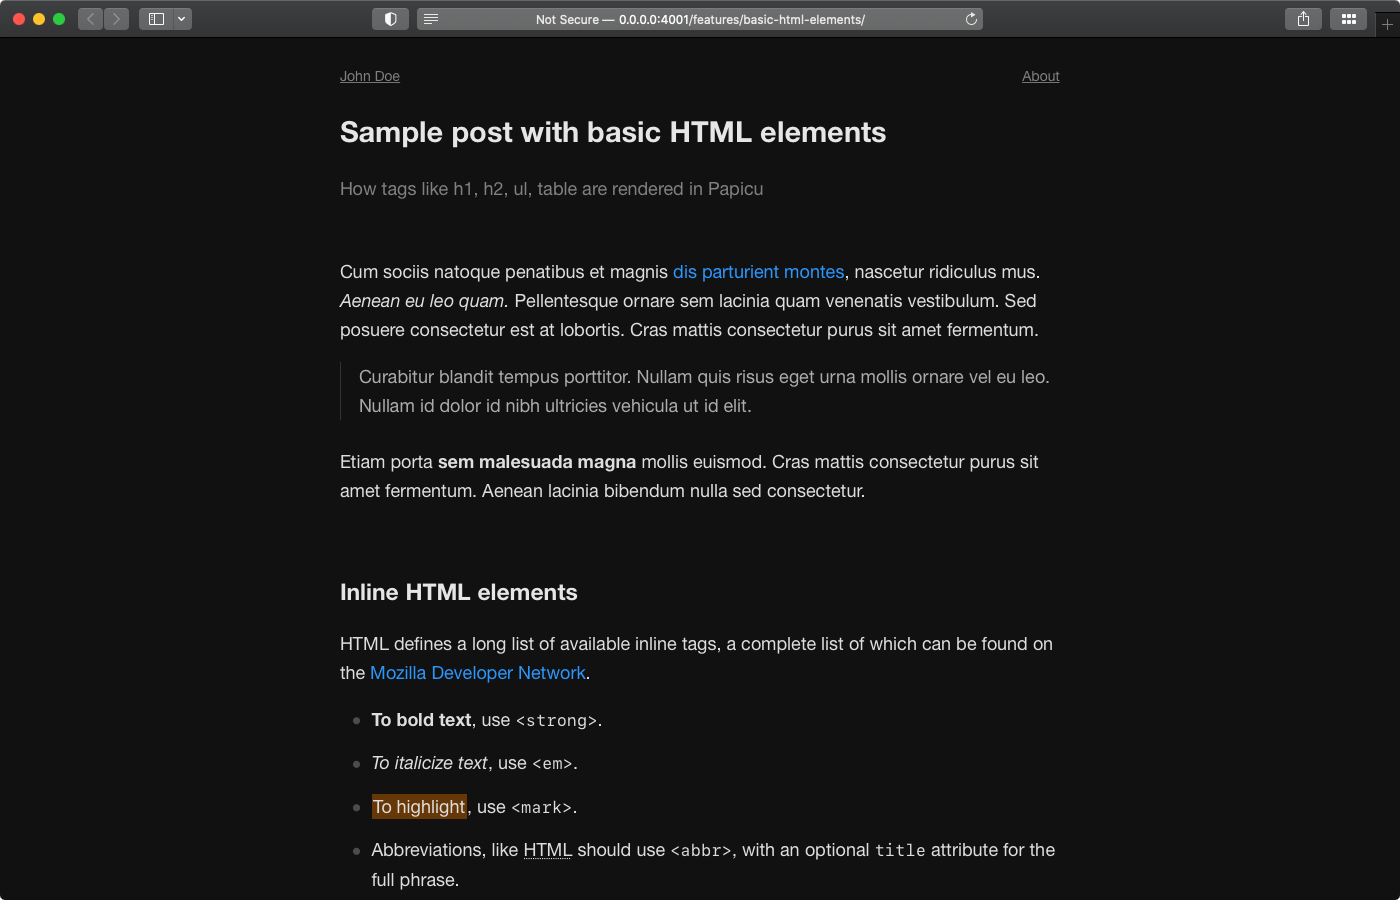 Not Secure — 0.0.0.0:4001/features/basic-html-elements/
John Doe
About
Sample post with basic HTML elements
How tags like h1, h2, ul, table are rendered in Papicu
Cum sociis natoque penatibus et magnis dis parturient montes, nascetur ridiculus mus.
Aenean eu leo quam. Pellentesque ornare sem lacinia quam venenatis vestibulum. Sed
posuere consectetur est at lobortis. Cras mattis consectetur purus sit amet fermentum.
Curabitur blandit tempus porttitor. Nullam quis risus eget urna mollis ornare vel eu leo.
Nullam id dolor id nibh ultricies vehicula ut id elit.
Etiam porta sem malesuada magna mollis euismod. Cras mattis consectetur purus sit
amet fermentum. Aenean lacinia bibendum nulla sed consectetur.
Inline HTML elements
HTML defines a long list of available inline tags, a complete list of which can be found on
the Mozilla Developer Network.
To bold text, use <strong>.
To italicize text, use <em>.
To highlight, use <mark>.
Abbreviations, like HTML should use <abbr>, with an optional title attribute for the
full phrase.